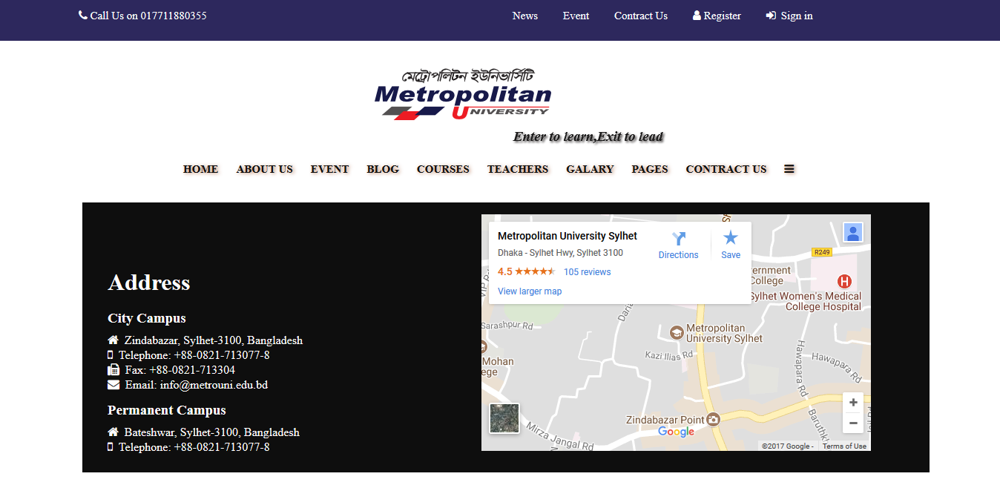 Call Us on 017711880355
News Event Contract Us Register Sign in
মেট্রোপলিটন ইউনিভার্সিটি
Metropolitan
UNIVERSITY
Enter to learn,Exit to lead
HOME ABOUT US EVENT BLOG COURSES TEACHERS GALARY PAGES CONTRACT US
Address
City Campus
Zindabazar, Sylhet-3100, Bangladesh
Telephone: +88-0821-713077-8
Fax: +88-0821-713304
Email: info@metrouni.edu.bd
Permanent Campus
Bateshwar, Sylhet-3100, Bangladesh
Telephone: +88-0821-713077-8
Metropolitan University Sylhet
Dhaka - Sylhet Hwy, Sylhet 3100
4.5 105 reviews
View larger map
Directions
Save
R249
ernment
College
H
Sylhet Women's Medical
College Hospital
VIP R
Daria
Sarashpur Rd
Metropolitan
University Sylhet
Kazi Ilias Rd
Mohan
ege
Hawapara Rd
Hawapara Rd
Zindabazar Point
Google
Mirza Jangal Rd
Baruthk
Jail Rd
+
−
©2017 Google - Terms of Use